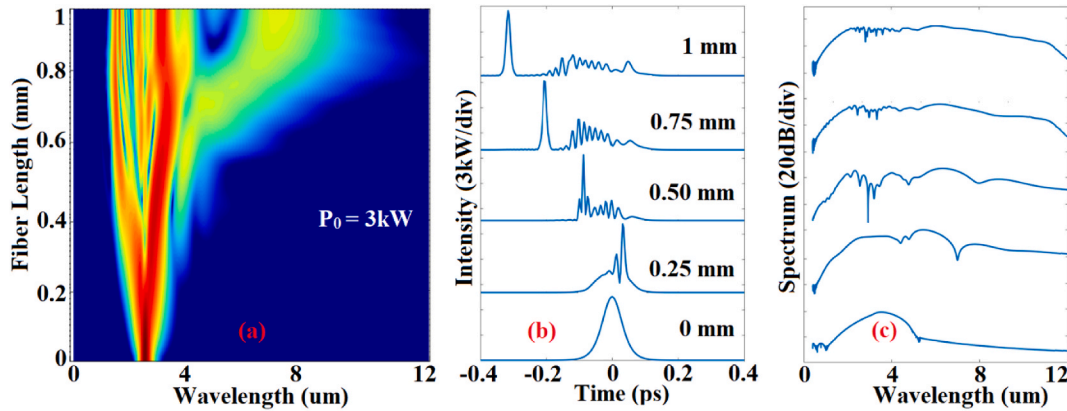 1
0.8
0.6
0.4
0.2
0
Fiber Length (mm)
P₀ = 3kW
(a)
0
4
8
12
Wavelength (um)
Intensity (3kW/div)
1 mm
0.75 mm
0.50 mm
0.25 mm
0 mm
(b)
-0.4
-0.2
0
0.2
0.4
Time (ps)
Spectrum (20dB/div)
(c)
0
4
8
12
Wavelength (um)